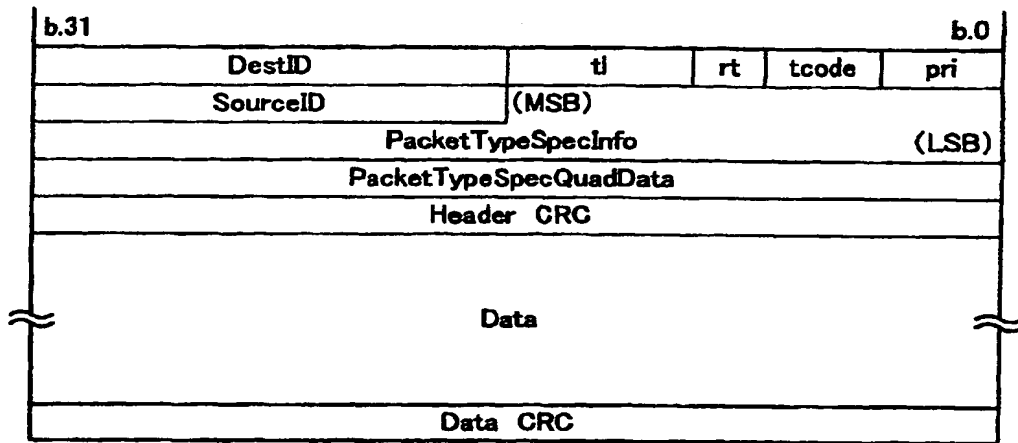 b.31 b.0
DestID tl rt tcode pri
SourceID (MSB)
PacketTypeSpecInfo (LSB)
PacketTypeSpecQuadData
Header CRC
Data
Data CRC